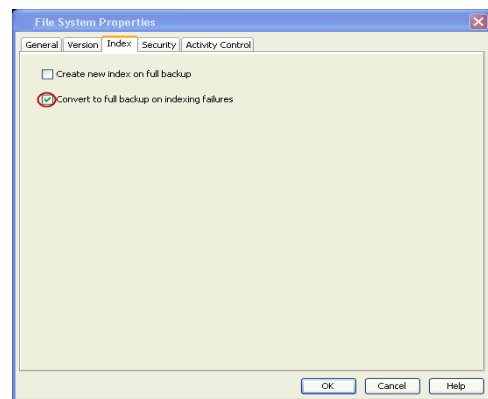 File System Properties
General Version Index Security Activity Control
Create new index on full backup
Convert to full backup on indexing failures
OK Cancel Help